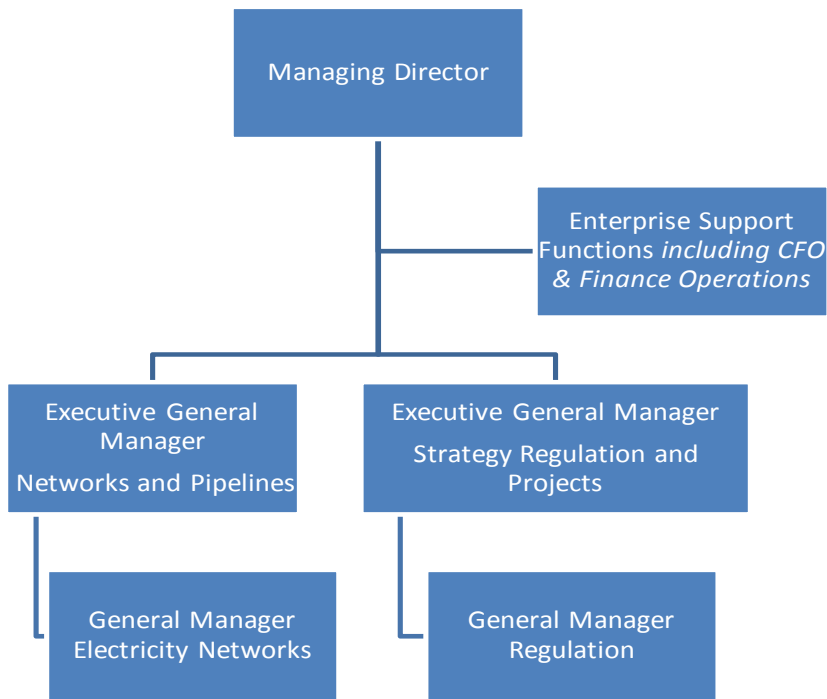 Managing Director
Enterprise Support
Functions including CFO
& Finance Operations
Executive General
Manager
Networks and Pipelines
Executive General Manager
Strategy Regulation and
Projects
General Manager
Electricity Networks
General Manager
Regulation